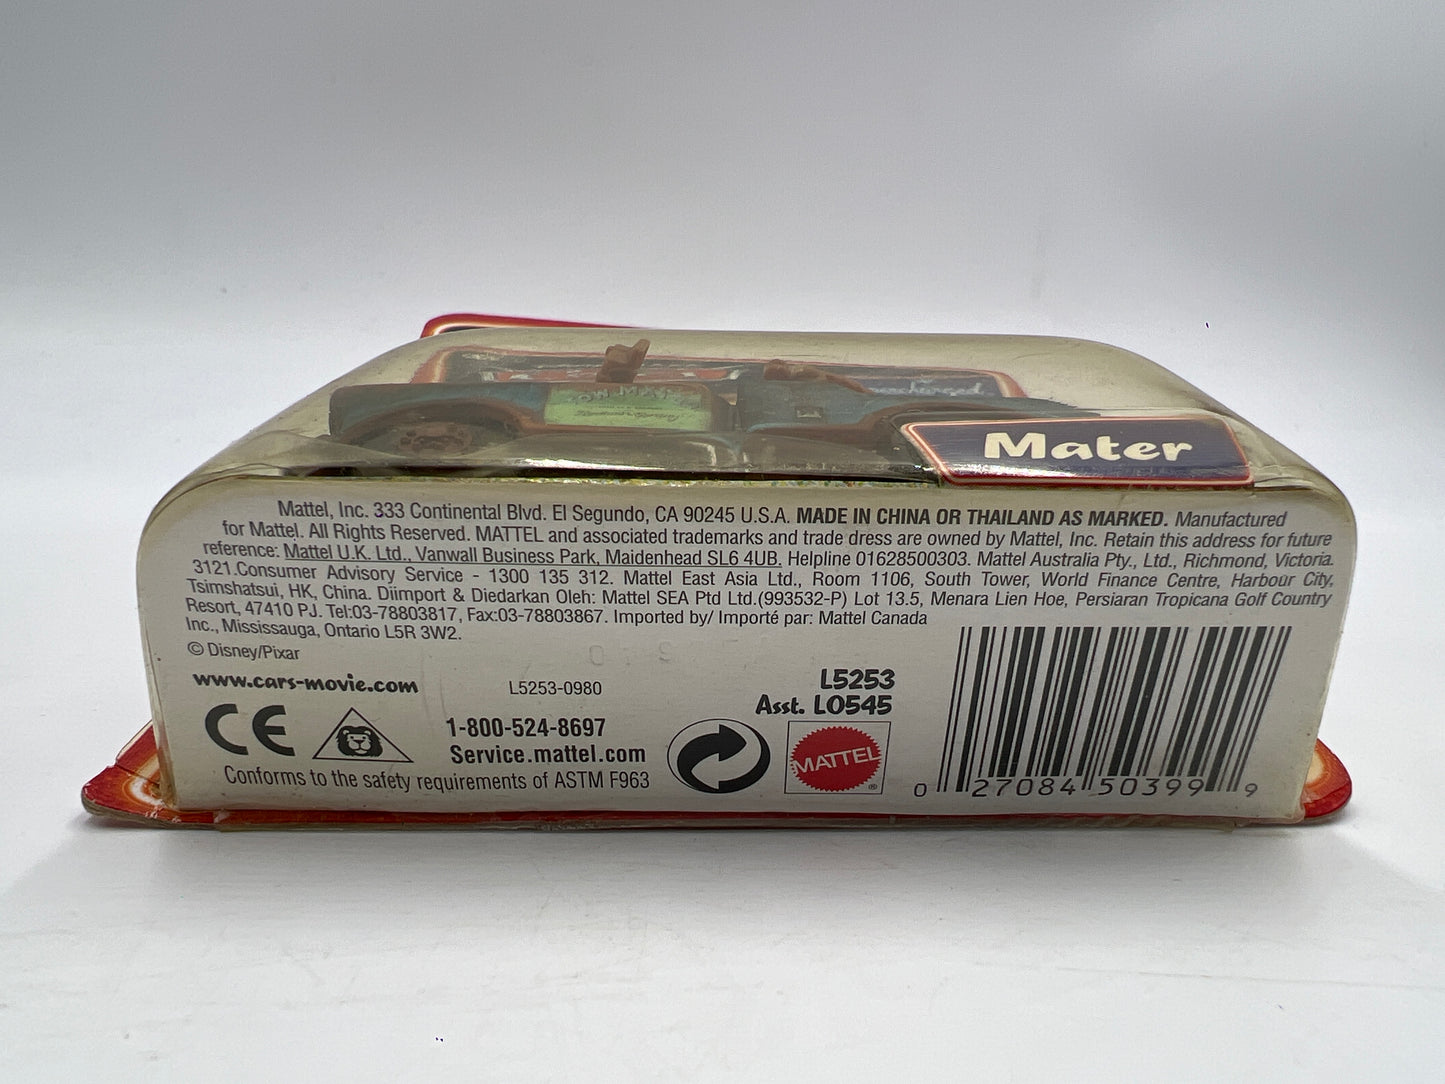 TOW MATER
Supercharged
Mater
Mattel, Inc. 333 Continental Blvd. El Segundo, CA 90245 U.S.A. MADE IN CHINA OR THAILAND AS MARKED. Manufactured
for Mattel. All Rights Reserved. MATTEL and associated trademarks and trade dress are owned by Mattel, Inc. Retain this address for future
reference: Mattel U.K. Ltd., Vanwall Business Park, Maidenhead SL6 4UB. Helpline 01628500303. Mattel Australia Pty., Ltd., Richmond, Victoria.
3121.Consumer Advisory Service - 1300 135 312. Mattel East Asia Ltd., Room 1106, South Tower, World Finance Centre, Harbour City,
Tsimshatsui, HK, China. Diimport & Diedarkan Oleh: Mattel SEA Ptd Ltd.(993532-P) Lot 13.5, Menara Lien Hoe, Persiaran Tropicana Golf Country
Resort, 47410 PJ. Tel:03-78803817, Fax:03-78803867. Imported by/ Importé par: Mattel Canada
Inc., Mississauga, Ontario L5R 3W2.
© Disney/Pixar
www.cars-movie.com
L5253-0980
L5253
Asst. L0545
CE
1-800-524-8697
Service.mattel.com
Conforms to the safety requirements of ASTM F963
MATTEL ®
0 27084 50399 9